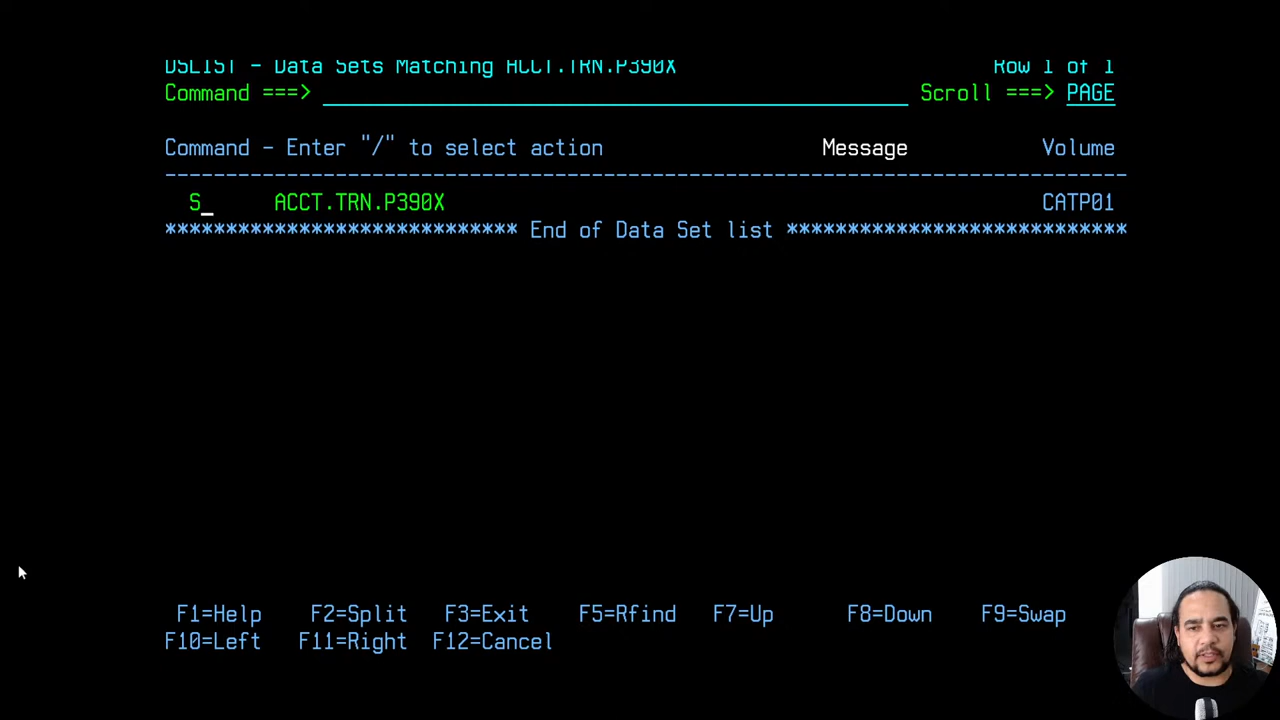 DSLIST - Data Sets Matching ACCT.TRN.P390X Row 1 of 1
Command ===> Scroll ===> PAGE
Command - Enter "/" to select action Message Volume
-------------------------------------------------------------------------------
S_ ACCT.TRN.P390X CATP01
***************************** End of Data Set list ****************************
F1=Help F2=Split F3=Exit F5=Rfind F7=Up F8=Down F9=Swap
F10=Left F11=Right F12=Cancel